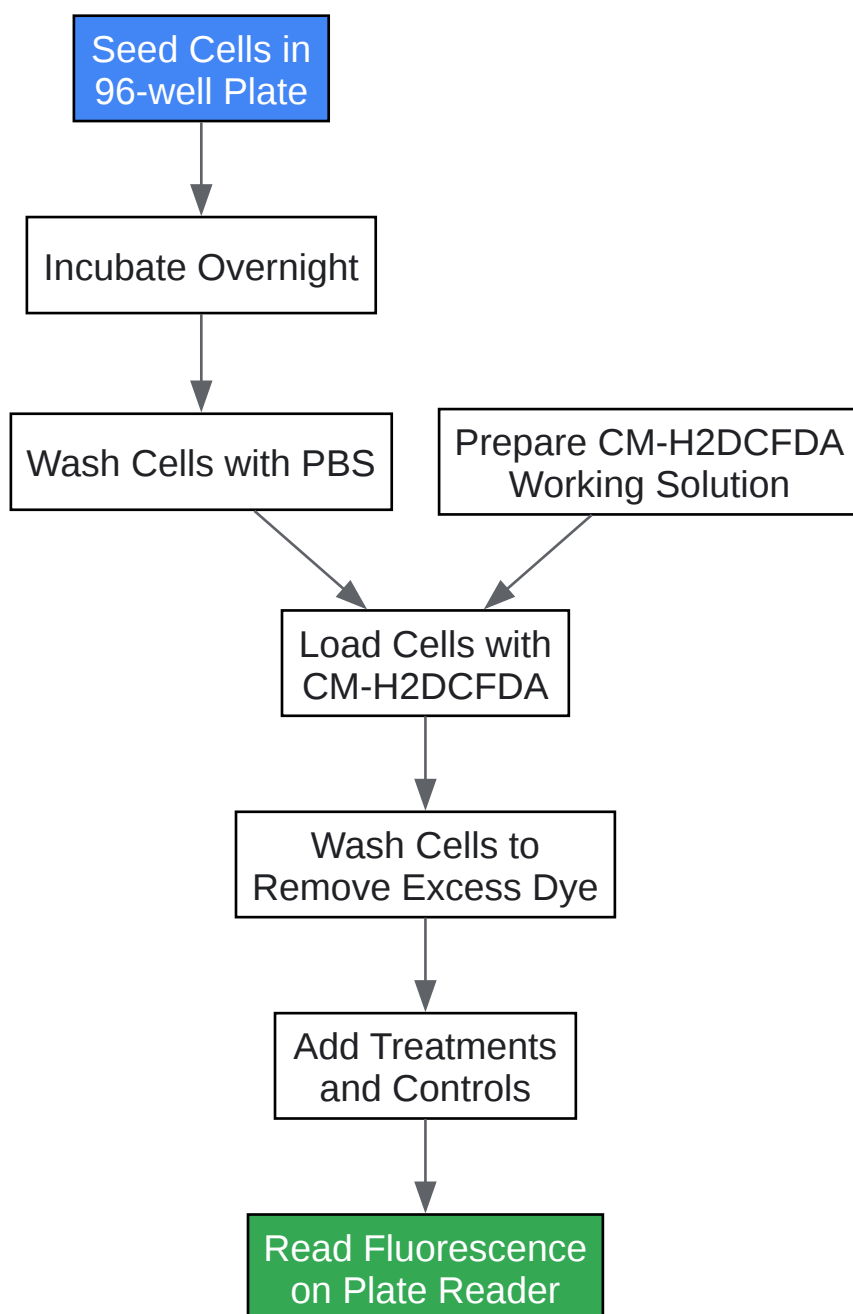 Seed Cells in
96-well Plate
Incubate Overnight
Wash Cells with PBS
Prepare CM-H2DCFDA
Working Solution
Load Cells with
CM-H2DCFDA
Wash Cells to
Remove Excess Dye
Add Treatments
and Controls
Read Fluorescence
on Plate Reader